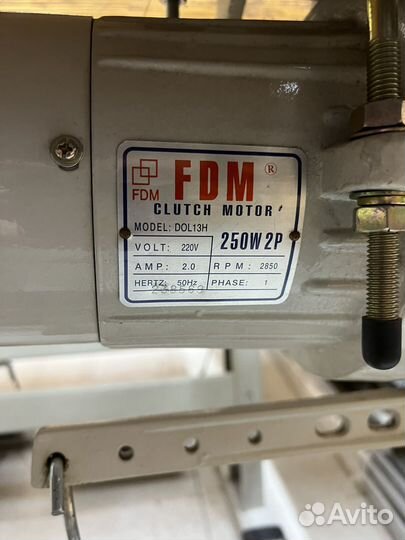 FDM
FDM ®
CLUTCH MOTOR
MODEL: DOL13H
VOLT: 220V
250W 2P
AMP: 2.0
RPM: 2850
HERTZ: 50Hz
PHASE: 1
Avito